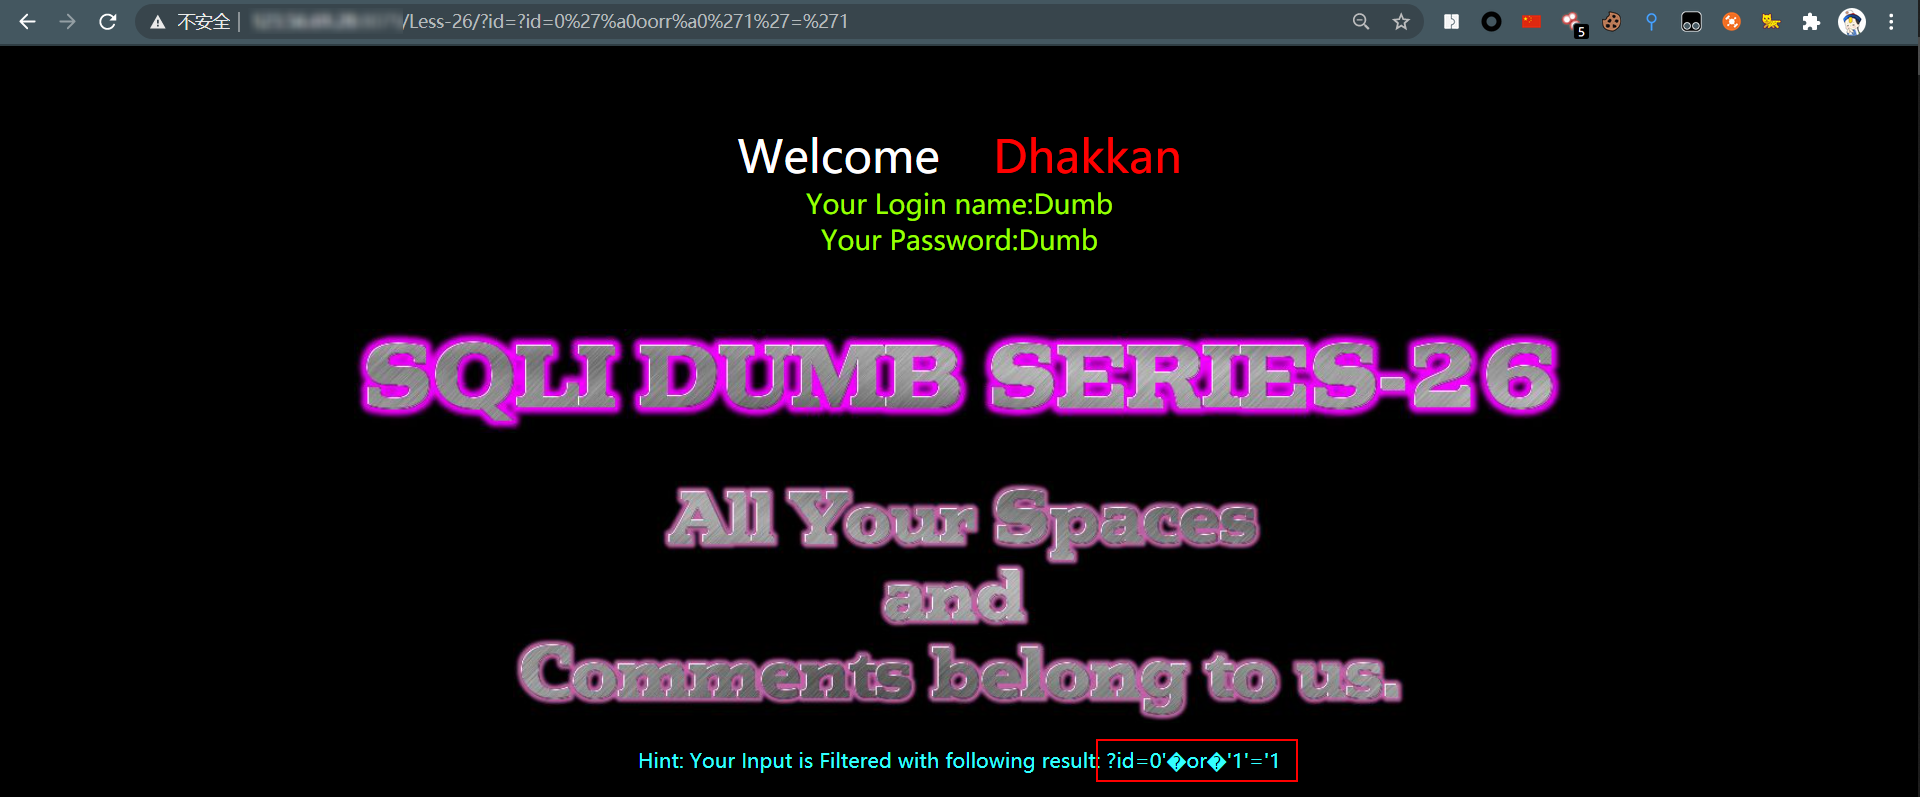 不安全 | /Less-26/?id=?id=0%27%a0oorr%a0%271%27=%271
5
Welcome Dhakkan
Your Login name:Dumb
Your Password:Dumb
SQLI DUMB SERIES-26
All Your Spaces
and
Comments belong to us.
Hint: Your Input is Filtered with following result: ?id=0'�or�'1'='1